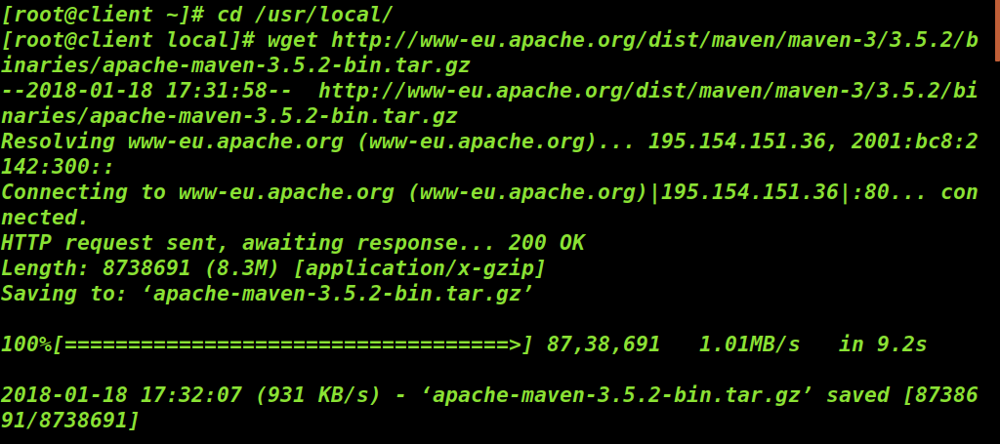 [root@client ~]# cd /usr/local/
[root@client local]# wget http://www-eu.apache.org/dist/maven/maven-3/3.5.2/b
inaries/apache-maven-3.5.2-bin.tar.gz
--2018-01-18 17:31:58--  http://www-eu.apache.org/dist/maven/maven-3/3.5.2/bi
naries/apache-maven-3.5.2-bin.tar.gz
Resolving www-eu.apache.org (www-eu.apache.org)... 195.154.151.36, 2001:bc8:2
142:300::
Connecting to www-eu.apache.org (www-eu.apache.org)|195.154.151.36|:80... con
nected.
HTTP request sent, awaiting response... 200 OK
Length: 8738691 (8.3M) [application/x-gzip]
Saving to: ‘apache-maven-3.5.2-bin.tar.gz’
100%[===================================>] 87,38,691   1.01MB/s   in 9.2s
2018-01-18 17:32:07 (931 KB/s) - ‘apache-maven-3.5.2-bin.tar.gz’ saved [87386
91/8738691]